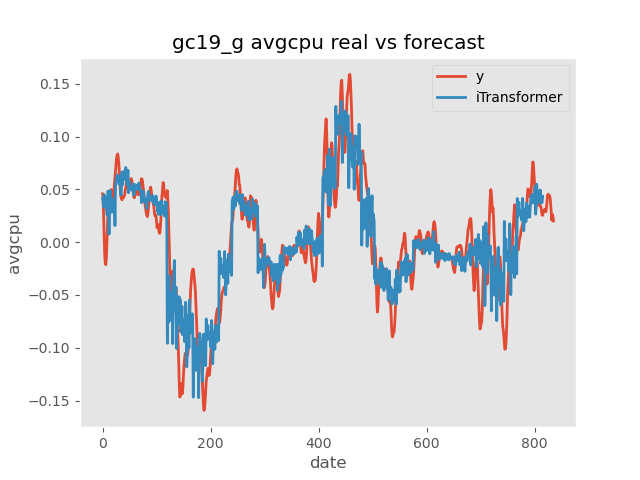 gc19_g avgcpu real vs forecast
y
iTransformer
avgcpu
0.15
0.10
0.05
0.00
−0.05
−0.10
−0.15
0 200 400 600 800
date